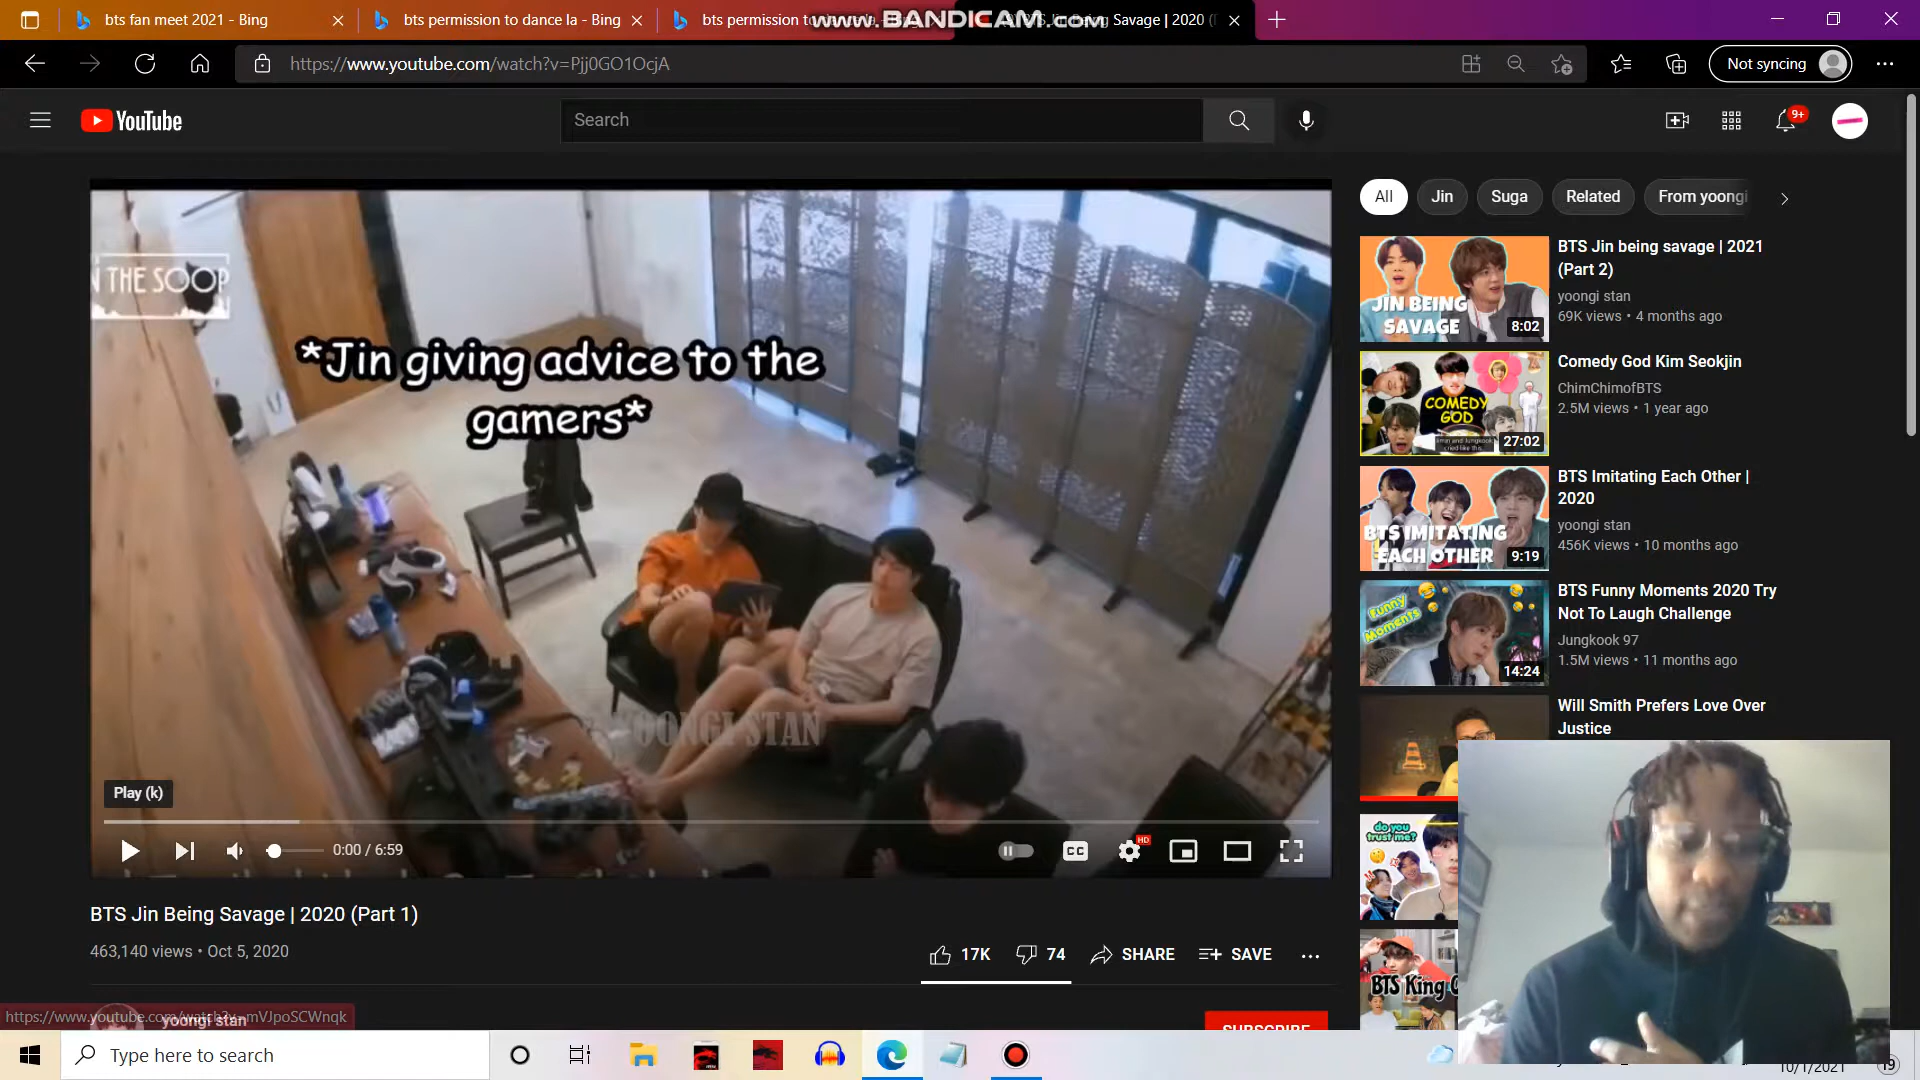 bts fan meet 2021 - Bing
bts permission to dance la - Bing
bts permission
www.BANDICAM.com
Being Savage | 2020 (
https://www.youtube.com/watch?v=Pjj0GO1OcjA
Not syncing
YouTube
Search
9+
All
Jin
Suga
Related
From yoongi
N THE SOOP
*Jin giving advice to the
gamers*
YOONGI STAN
Play (k)
0:00 / 6:59
CC
HD
BTS Jin Being Savage | 2020 (Part 1)
463,140 views • Oct 5, 2020
17K
74
SHARE
SAVE
yoongi stan
SUBSCRIBE
https://www.youtube.com/watch?v=mVJpoSCWnqk
JIN BEING
SAVAGE
8:02
BTS Jin being savage | 2021
(Part 2)
yoongi stan
69K views • 4 months ago
COMEDY
GOD
27:02
Comedy God Kim Seokjin
ChimChimofBTS
2.5M views • 1 year ago
BTS IMITATING
EACH OTHER
9:19
BTS Imitating Each Other |
2020
yoongi stan
456K views • 10 months ago
Funny
Moments
14:24
BTS Funny Moments 2020 Try
Not To Laugh Challenge
Jungkook 97
1.5M views • 11 months ago
Will Smith Prefers Love Over
Justice
do you
trust me?
BTS King
Type here to search
10/1/2021
19